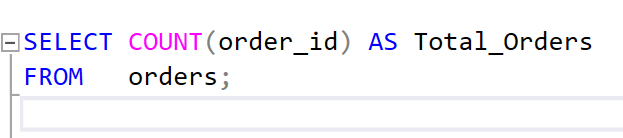 SELECT COUNT(order_id) AS Total_Orders
FROM   orders;